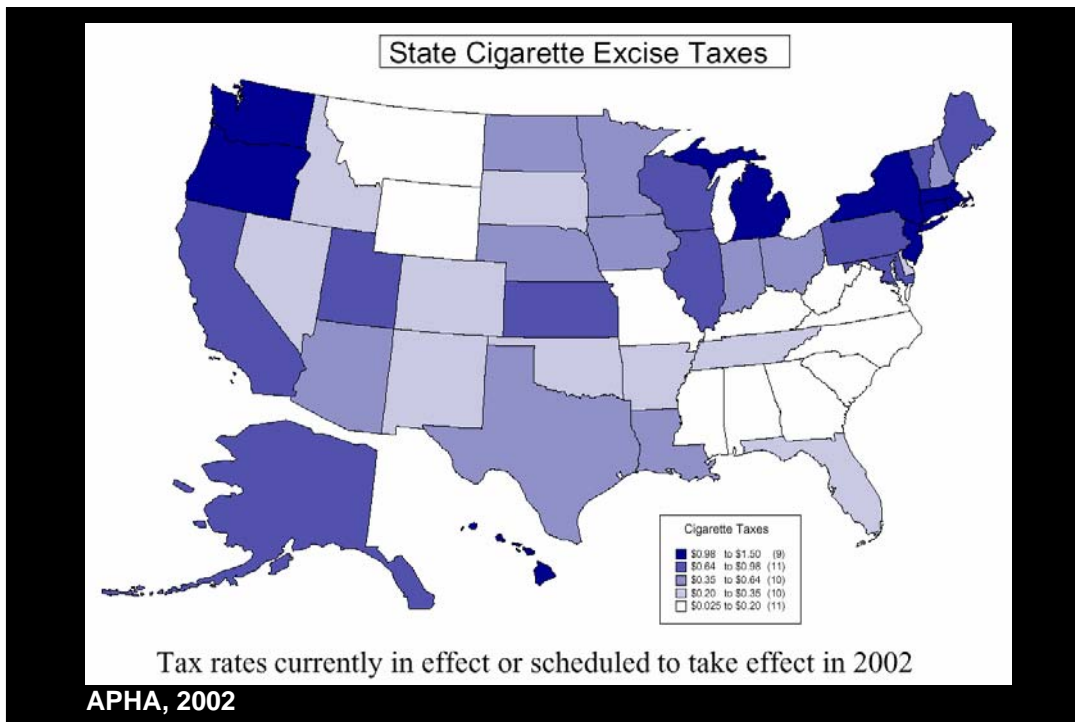 State Cigarette Excise Taxes
Cigarette Taxes
$0.98 to $1.50 (9)
$0.64 to $0.98 (11)
$0.35 to $0.64 (10)
$0.20 to $0.35 (10)
$0.025 to $0.20 (11)
Tax rates currently in effect or scheduled to take effect in 2002
APHA, 2002